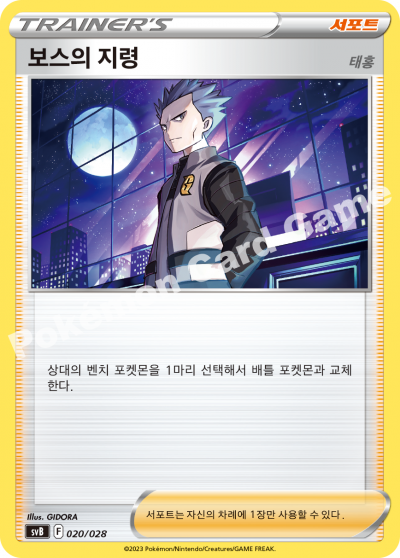 TRAINER'S 서포트
보스의 지령 태홍
Pokémon Card Game
상대의 벤치 포켓몬을 1마리 선택해서 배틀 포켓몬과 교체
한다.
Illus. GIDORA
svB F 020/028
서포트는 자신의 차례에 1장만 사용할 수 있다.
©2023 Pokémon/Nintendo/Creatures/GAME FREAK.